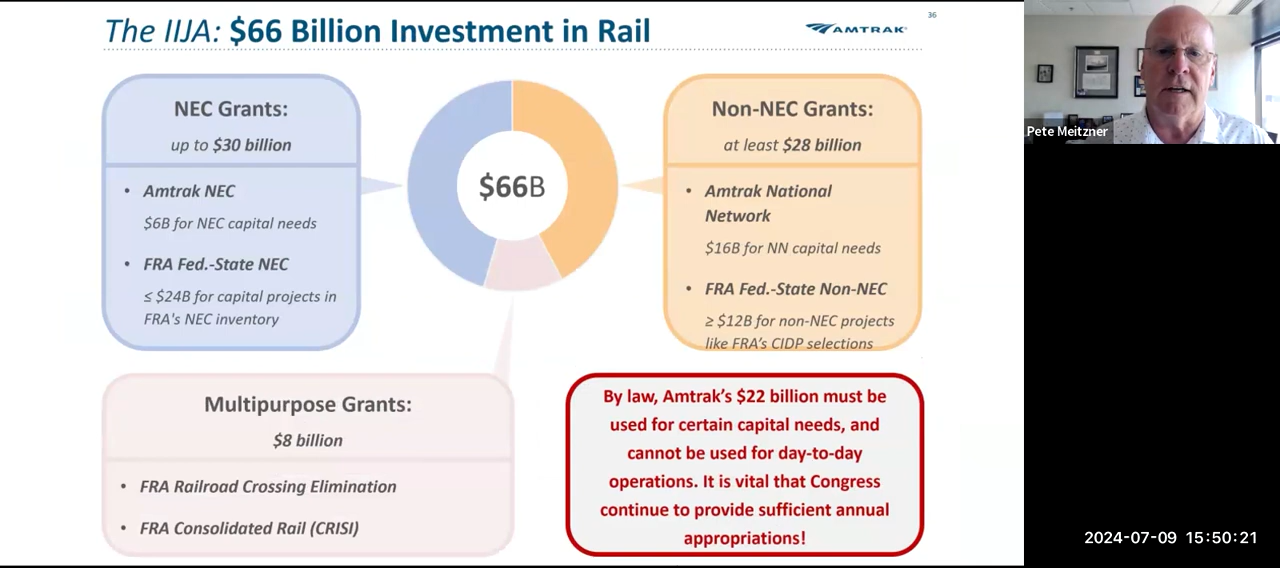 36
The IIJA: $66 Billion Investment in Rail
AMTRAK
NEC Grants:
up to $30 billion
• Amtrak NEC
$6B for NEC capital needs
• FRA Fed.-State NEC
≤ $24B for capital projects in
FRA's NEC inventory
$66B
Non-NEC Grants:
at least $28 billion
• Amtrak National
Network
$16B for NN capital needs
• FRA Fed.-State Non-NEC
≥ $12B for non-NEC projects
like FRA's CIDP selections
Multipurpose Grants:
$8 billion
• FRA Railroad Crossing Elimination
• FRA Consolidated Rail (CRISI)
By law, Amtrak's $22 billion must be
used for certain capital needs, and
cannot be used for day-to-day
operations. It is vital that Congress
continue to provide sufficient annual
appropriations!
Pete Meitzner
2024-07-09 15:50:21